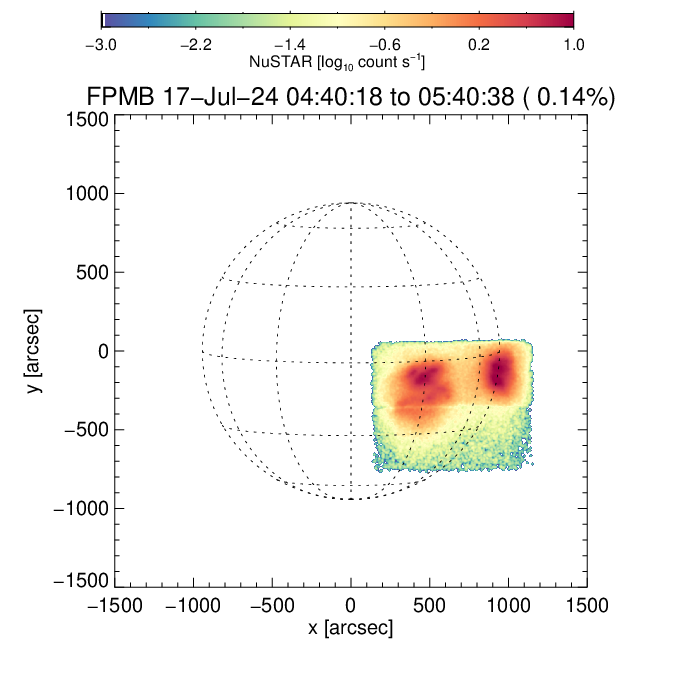 −3.0 −2.2 −1.4 −0.6 0.2 1.0
NuSTAR [log₁₀ count s⁻¹]
FPMB 17−Jul−24 04:40:18 to 05:40:38 ( 0.14%)
1500
1000
500
0
−500
−1000
−1500
y [arcsec]
−1500 −1000 −500 0 500 1000 1500
x [arcsec]